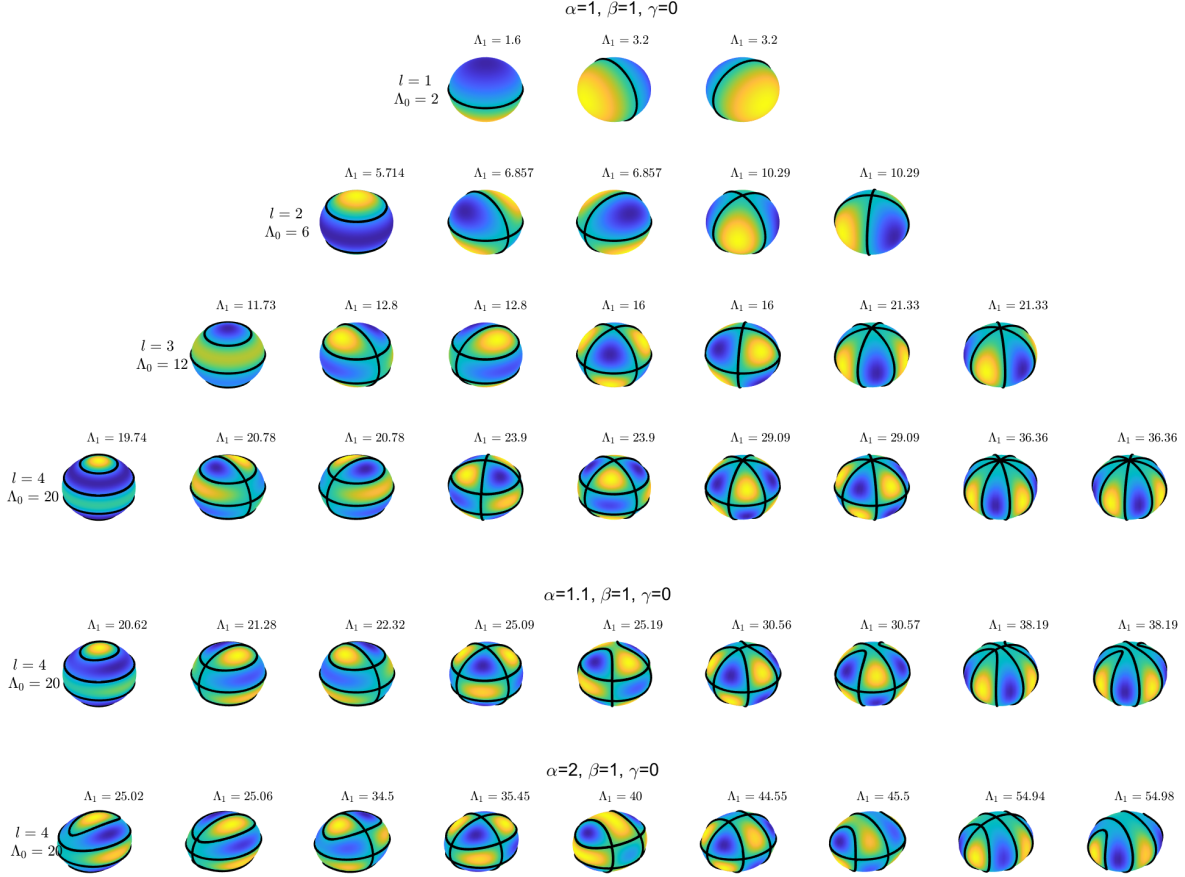 α=1, β=1, γ=0
Λ₁ = 1.6 Λ₁ = 3.2 Λ₁ = 3.2
l = 1
Λ₀ = 2
Λ₁ = 5.714 Λ₁ = 6.857 Λ₁ = 6.857 Λ₁ = 10.29 Λ₁ = 10.29
l = 2
Λ₀ = 6
Λ₁ = 11.73 Λ₁ = 12.8 Λ₁ = 12.8 Λ₁ = 16 Λ₁ = 16 Λ₁ = 21.33 Λ₁ = 21.33
l = 3
Λ₀ = 12
Λ₁ = 19.74 Λ₁ = 20.78 Λ₁ = 20.78 Λ₁ = 23.9 Λ₁ = 23.9 Λ₁ = 29.09 Λ₁ = 29.09 Λ₁ = 36.36 Λ₁ = 36.36
l = 4
Λ₀ = 20
α=1.1, β=1, γ=0
Λ₁ = 20.62 Λ₁ = 21.28 Λ₁ = 22.32 Λ₁ = 25.09 Λ₁ = 25.19 Λ₁ = 30.56 Λ₁ = 30.57 Λ₁ = 38.19 Λ₁ = 38.19
l = 4
Λ₀ = 20
α=2, β=1, γ=0
Λ₁ = 25.02 Λ₁ = 25.06 Λ₁ = 34.5 Λ₁ = 35.45 Λ₁ = 40 Λ₁ = 44.55 Λ₁ = 45.5 Λ₁ = 54.94 Λ₁ = 54.98
l = 4
Λ₀ = 20